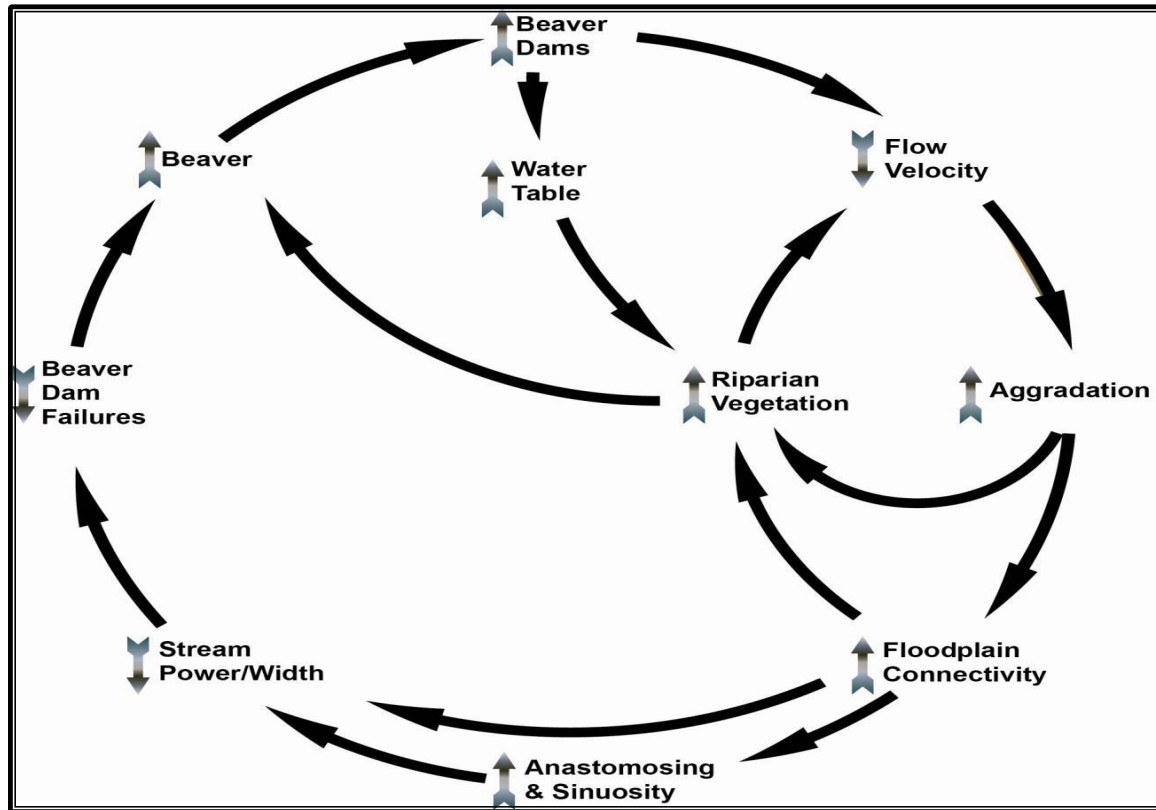 Beaver
Dams
Beaver
Water
Table
Flow
Velocity
Beaver
Dam
Failures
Riparian
Vegetation
Aggradation
Stream
Power/Width
Floodplain
Connectivity
Anastomosing
& Sinuosity